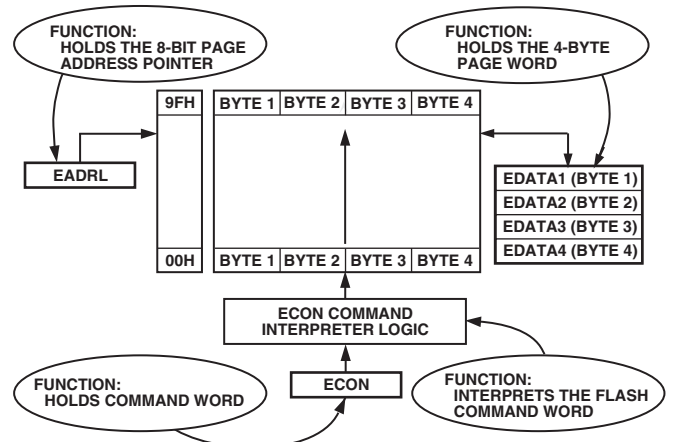 FUNCTION:
HOLDS THE 8-BIT PAGE
ADDRESS POINTER
FUNCTION:
HOLDS THE 4-BYTE
PAGE WORD
9FH
BYTE 1 BYTE 2 BYTE 3 BYTE 4
EADRL
EDATA1 (BYTE 1)
EDATA2 (BYTE 2)
EDATA3 (BYTE 3)
EDATA4 (BYTE 4)
00H
BYTE 1 BYTE 2 BYTE 3 BYTE 4
ECON COMMAND
INTERPRETER LOGIC
FUNCTION:
HOLDS COMMAND WORD
ECON
FUNCTION:
INTERPRETS THE FLASH
COMMAND WORD